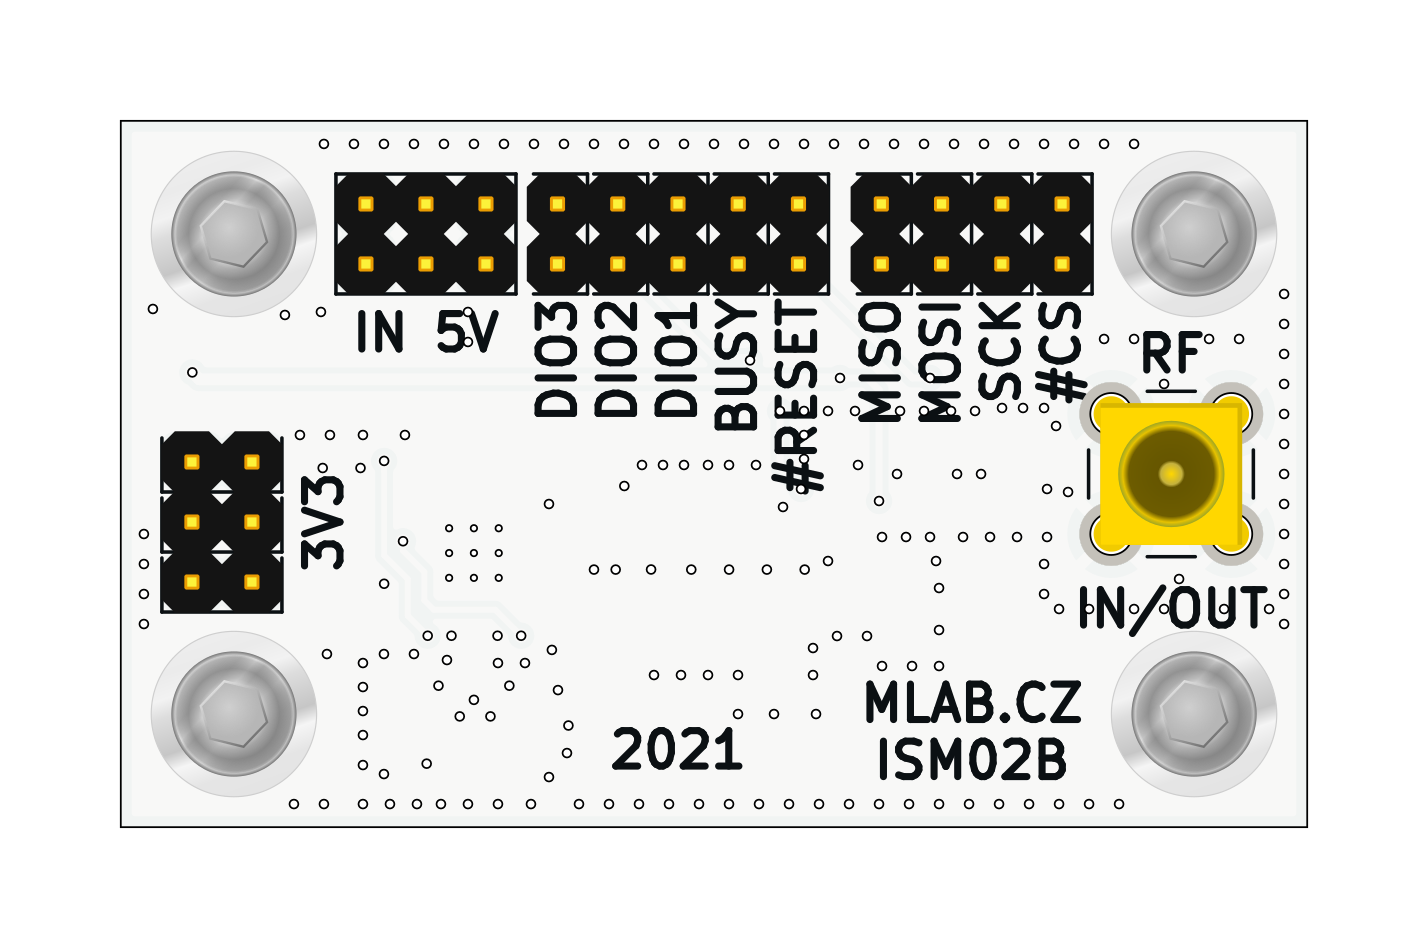 IN 5V
DIO3
DIO2
DIO1
BUSY
#RESET
MISO
MOSI
SCK
#CS
RF
3V3
IN/OUT
MLAB.CZ
ISM02B
2021